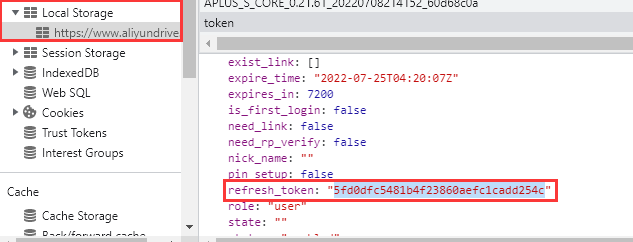 Local Storage
https://www.aliyundrive.
Session Storage
IndexedDB
Web SQL
Cookies
Trust Tokens
Interest Groups
Cache
Cache Storage
Back/forward cache
APLUS_S_CORE_0.21.61_20220708214152_60d68c0a
token
exist_link: []
expire_time: "2022-07-25T04:20:07Z"
expires_in: 7200
is_first_login: false
need_link: false
need_rp_verify: false
nick_name: ""
pin_setup: false
refresh_token: "5fd0dfc5481b4f23860aefc1cadd254c"
role: "user"
state: ""